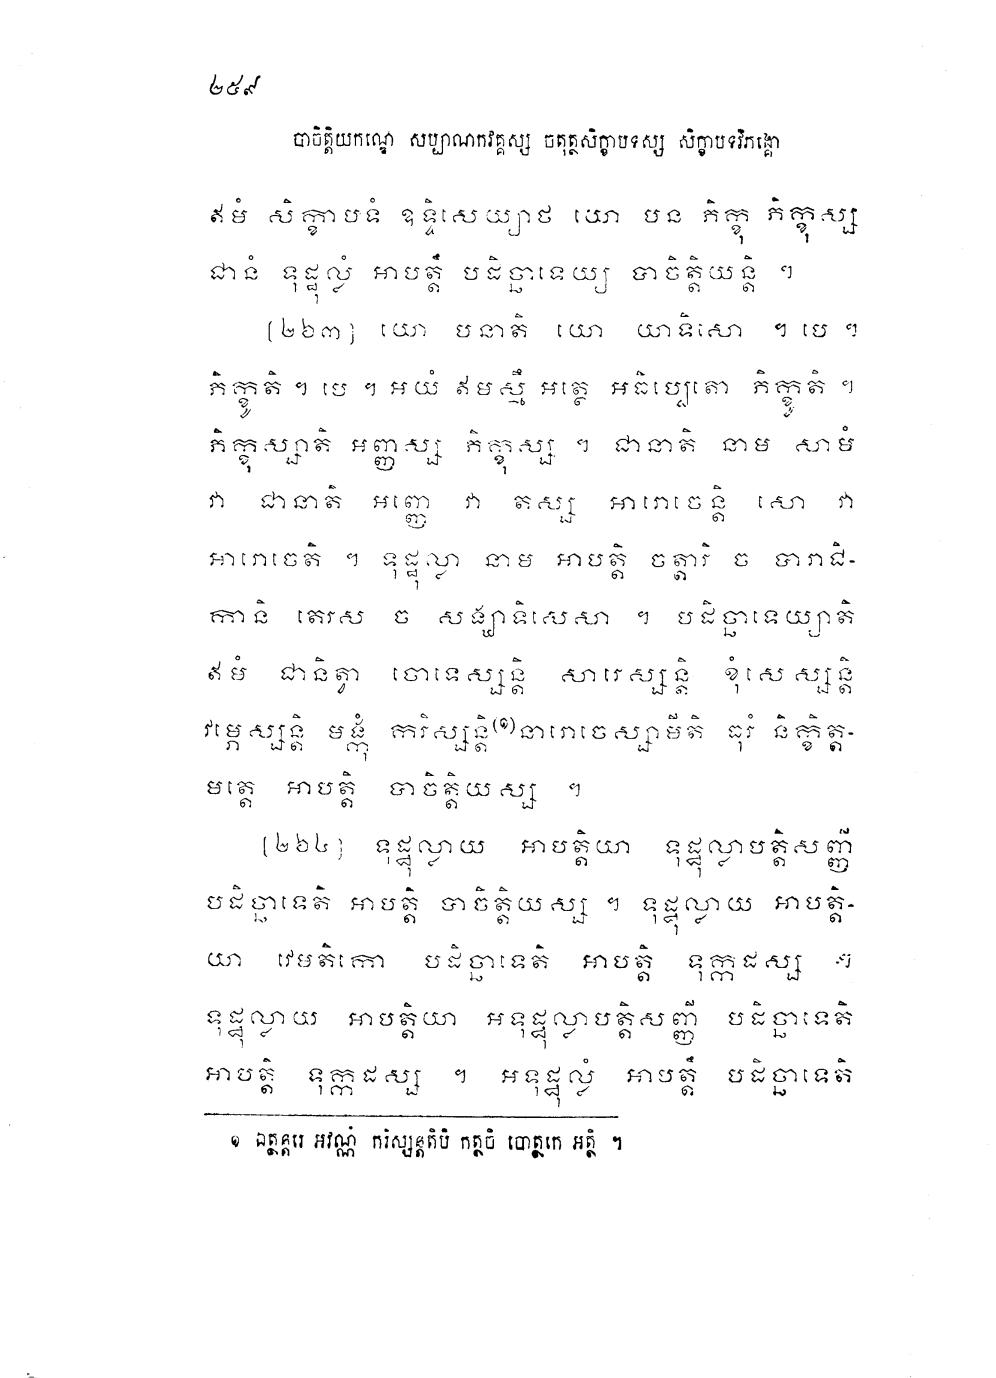 ២៥៩
បាចិត្តិយកណ្ឌេ សប្បាណកវគ្គស្ស ចតុត្ថសិក្ខាបទស្ស សិក្ខាបទវិភង្គោ
ឥមំ សិក្ខាបទំ ឧទ្ទិសេយ្យាថ យោ បន ភិក្ខុ ភិក្ខុស្ស
ជានំ ទុដ្ឋុល្លំ អាបត្តឹ បដិច្ឆាទេយ្យ បាចិត្តិយន្តិ ។
[២៦៣] យោ បនាតិ យោ យាទិសោ ។ បេ ។
ភិក្ខូតិ ។ បេ ។ អយំ ឥមស្មឹ អត្ថេ អធិប្បេតោ ភិក្ខូតិ ។
ភិក្ខុស្សាតិ អញ្ញស្ស ភិក្ខុស្ស ។ ជានាតិ នាម សាមំ
វា ជានាតិ អញ្ញេ វា តស្ស អារោចេន្តិ សោ វា
អារោចេតិ ។ ទុដ្ឋុល្លា នាម អាបត្តិ ចត្តារិ ច បារាជិ-
កានិ តេរស ច សង្ឃាទិសេសា ។ បដិច្ឆាទេយ្យាតិ
ឥមំ ជានិត្វា ចោទេស្សន្តិ សារេស្សន្តិ ខុំសេស្សន្តិ
វម្ភេស្សន្តិ មង្កុំ ករិស្សន្តិ(១)នារោចេស្សាមីតិ ធុរំ និក្ខិត្ត-
មត្តេ អាបត្តិ បាចិត្តិយស្ស ។
[២៦៤] ទុដ្ឋុល្លាយ អាបត្តិយា ទុដ្ឋុល្លាបត្តិសញ្ញី
បដិច្ឆាទេតិ អាបត្តិ បាចិត្តិយស្ស ។ ទុដ្ឋុល្លាយ អាបត្តិ-
យា វេមតិកោ បដិច្ឆាទេតិ អាបត្តិ ទុក្កដស្ស ។
ទុដ្ឋុល្លាយ អាបត្តិយា អទុដ្ឋុល្លាបត្តិសញ្ញី បដិច្ឆាទេតិ
អាបត្តិ ទុក្កដស្ស ។ អទុដ្ឋុល្លំ អាបត្តឹ បដិច្ឆាទេតិ
១ ឯត្ថន្តរេ អវណ្ណំ ករិស្សន្តីតិបិ កត្ថចិ បោត្ថកេ អត្ថិ ។